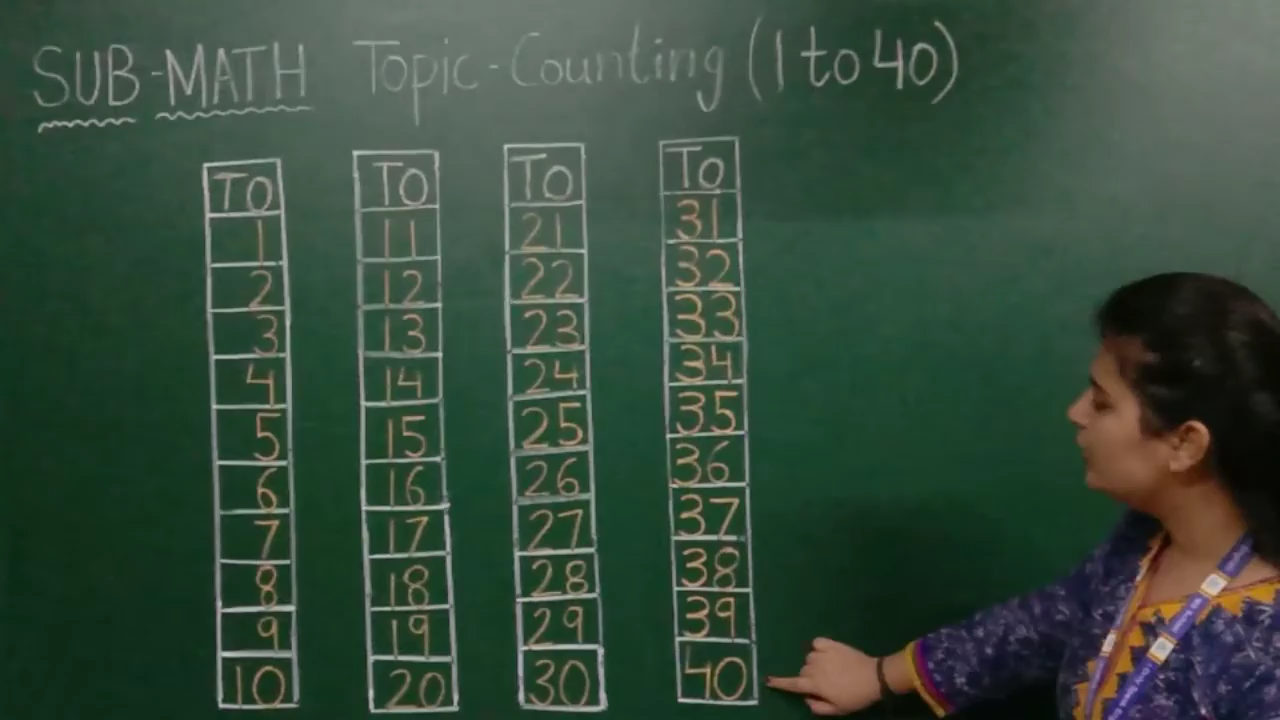 SUB-MATH Topic-Counting (1 to 40)
TO TO TO TO
1 11 21 31
2 12 22 32
3 13 23 33
4 14 24 34
5 15 25 35
6 16 26 36
7 17 27 37
8 18 28 38
9 19 29 39
10 20 30 40